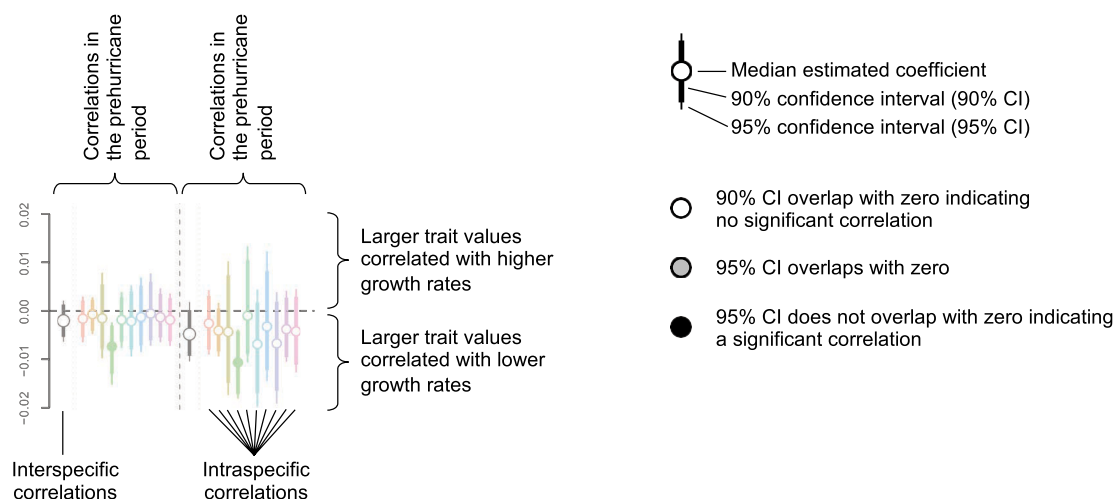 Correlations in
the prehurricane
period
Correlations in
the prehurricane
period
0.02
0.01
0.00
−0.01
−0.02
Larger trait values
correlated with higher
growth rates
Larger trait values
correlated with lower
growth rates
Interspecific
correlations
Intraspecific
correlations
Median estimated coefficient
90% confidence interval (90% CI)
95% confidence interval (95% CI)
90% CI overlap with zero indicating
no significant correlation
95% CI overlaps with zero
95% CI does not overlap with zero indicating
a significant correlation